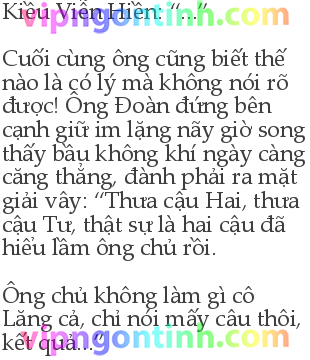 Kiều Viễn Hiền: “...”
vipngontinh.com
Cuối cùng ông cũng biết thế
nào là có lý mà không nói rõ
được! Ông Đoàn đứng bên
cạnh giữ im lặng nãy giờ song
thấy bầu không khí ngày càng
căng thẳng, đành phải ra mặt
giải vây: “Thưa cậu Hai, thưa
cậu Tư, thật sự là hai cậu đã
hiểu lầm ông chủ rồi.
Ông chủ không làm gì cô
Lăng cả, chỉ nói mấy câu thôi,
kết quả...”
vipngontinh.com